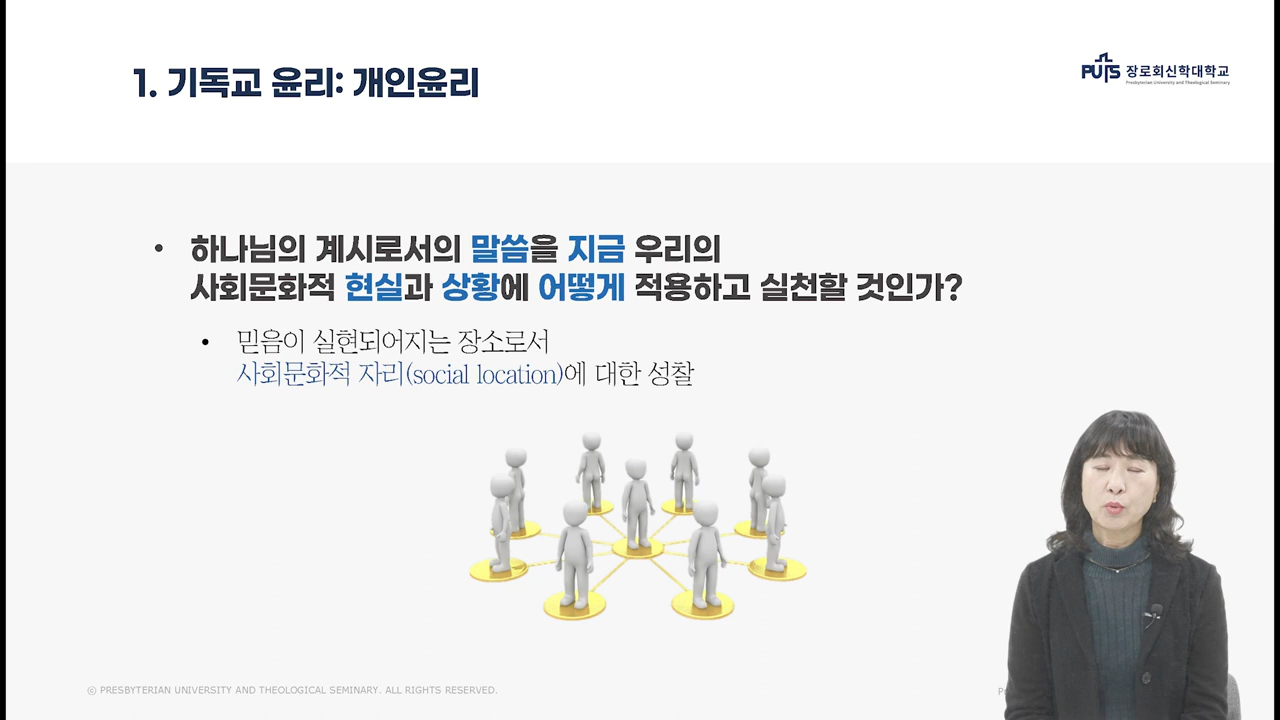 1. 기독교 윤리: 개인윤리
PUTS 장로회신학대학교
Presbyterian University and Theological Seminary
• 하나님의 계시로서의 말씀을 지금 우리의
사회문화적 현실과 상황에 어떻게 적용하고 실천할 것인가?
• 믿음이 실현되어지는 장소로서
사회문화적 자리(social location)에 대한 성찰
ⓒ PRESBYTERIAN UNIVERSITY AND THEOLOGICAL SEMINARY. ALL RIGHTS RESERVED.